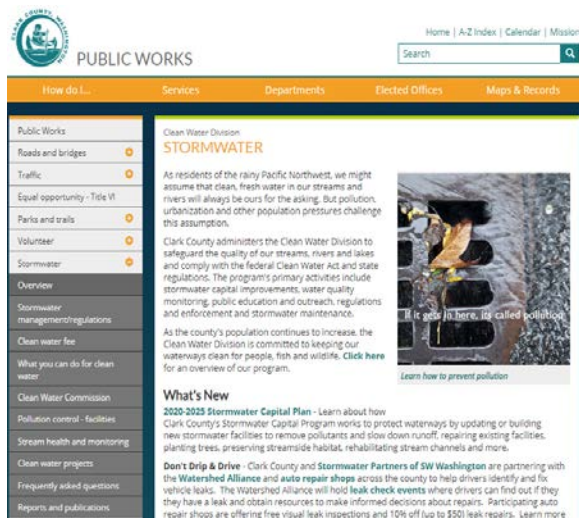 CLARK COUNTY, WASHINGTON
PUBLIC WORKS
Home | A-Z Index | Calendar | Mission
Search
How do I...
Services
Departments
Elected Offices
Maps & Records
Public Works
Roads and bridges
Traffic
Equal opportunity - Title VI
Parks and trails
Volunteer
Stormwater
Overview
Stormwater
management/regulations
Clean water fee
What you can do for clean
water
Clean Water Commission
Pollution control - facilities
Stream health and monitoring
Clean water projects
Frequently asked questions
Reports and publications
Clean Water Division
STORMWATER
As residents of the rainy Pacific Northwest, we might
assume that clean, fresh water in our streams and
rivers will always be ours for the asking. But pollution,
urbanization and other population pressures challenge
this assumption.
Clark County administers the Clean Water Division to
safeguard the quality of our streams, rivers and lakes
and comply with the federal Clean Water Act and state
regulations. The program's primary activities include
stormwater capital improvements, water quality
monitoring, public education and outreach, regulations
and enforcement and stormwater maintenance.
As the county's population continues to increase, the
Clean Water Division is committed to keeping our
waterways clean for people, fish and wildlife. Click here
for an overview of our program.
If it gets in here, its called pollution
Learn how to prevent pollution
What's New
2020-2025 Stormwater Capital Plan - Learn about how
Clark County's Stormwater Capital Program works to protect waterways by updating or building
new stormwater facilities to remove pollutants and slow down runoff, repairing existing facilities,
planting trees, preserving streamside habitat, rehabilitating stream channels and more.
Don't Drip & Drive - Clark County and Stormwater Partners of SW Washington are partnering with
the Watershed Alliance and auto repair shops across the county to help drivers identify and fix
vehicle leaks. The Watershed Alliance will hold leak check events where drivers can find out if they
they have a leak and obtain resources to make informed decisions about repairs. Participating auto
repair shops are offering free visual leak inspections and 10% off (up to $50) leak repairs. Learn more